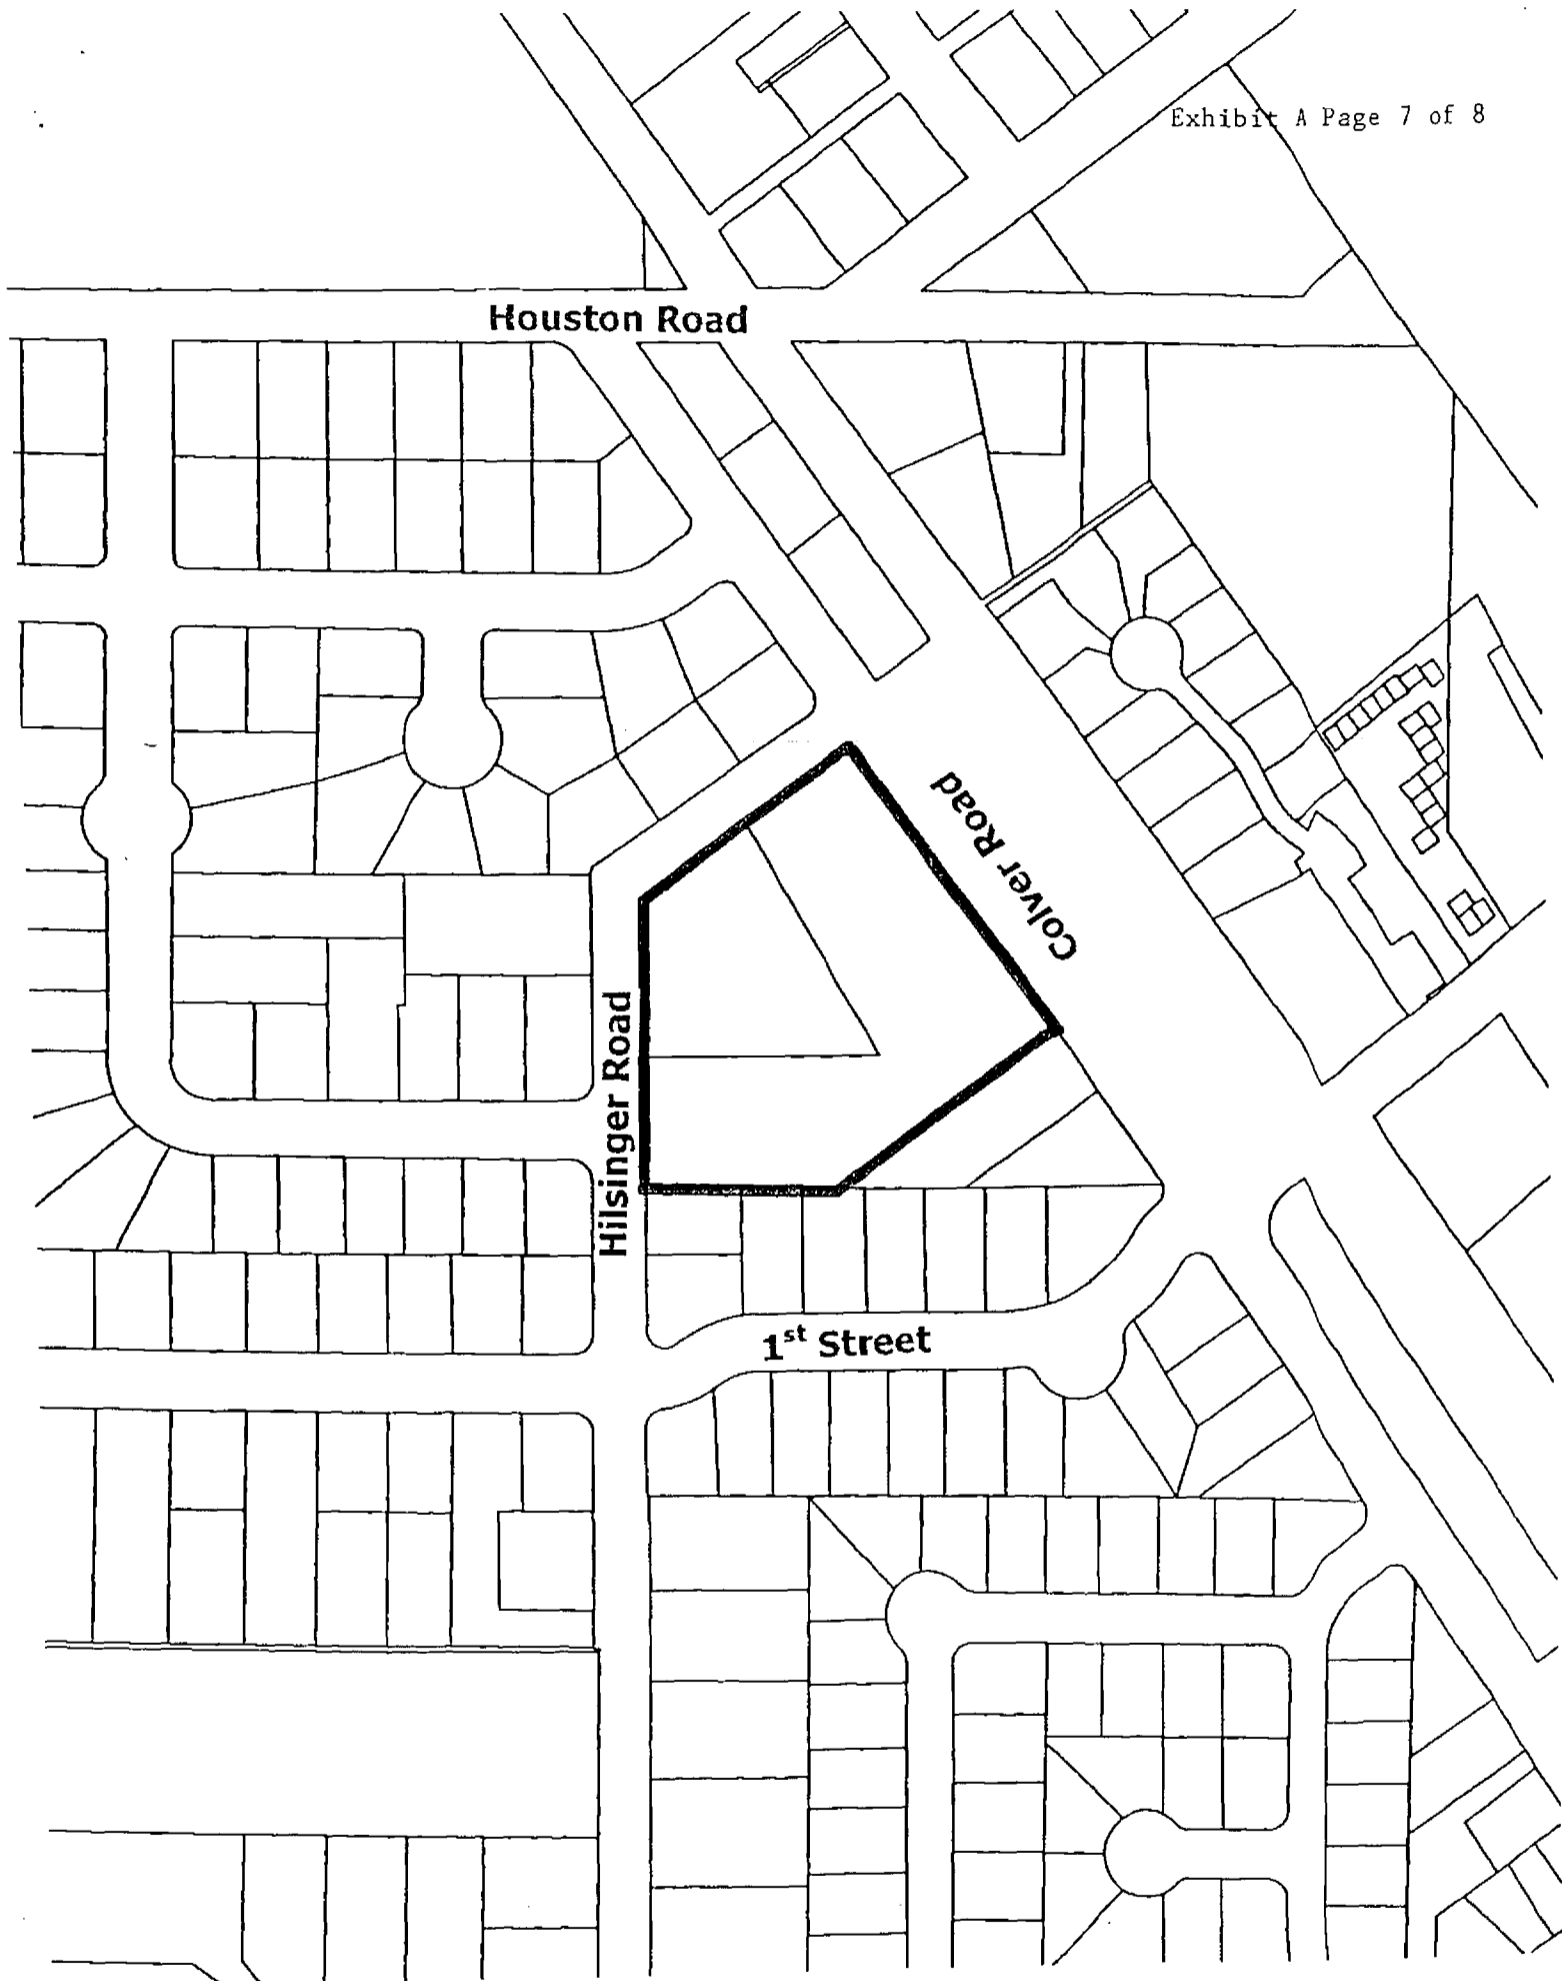 Exhibit A Page 7 of 8
Houston Road
Colver Road
Hilsinger Road
1st Street